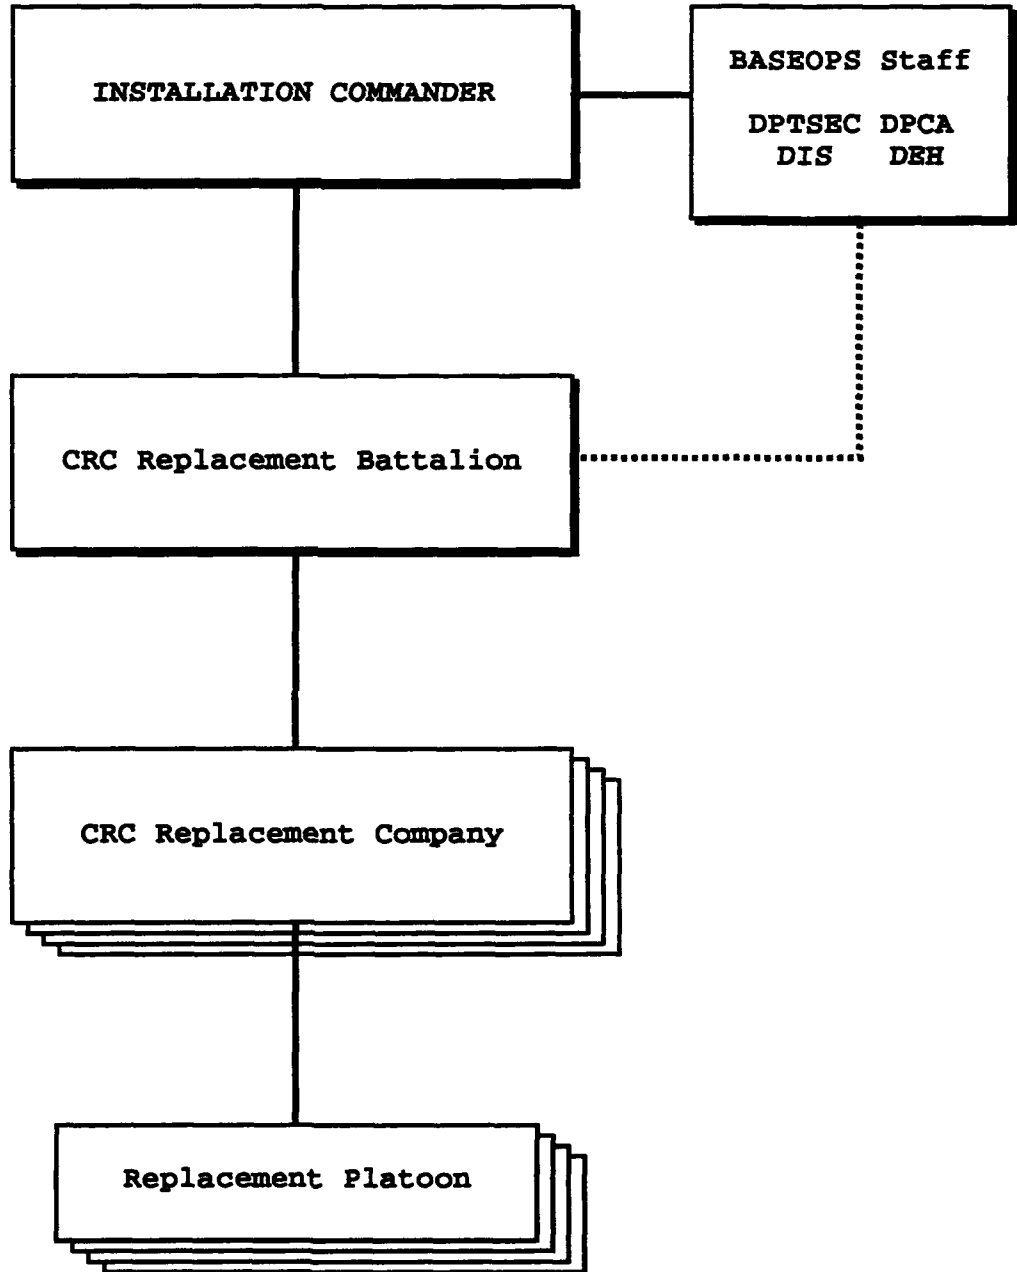 INSTALLATION COMMANDER
BASEOPS Staff
DPTSEC DPCA
DIS DEH
CRC Replacement Battalion
CRC Replacement Company
Replacement Platoon